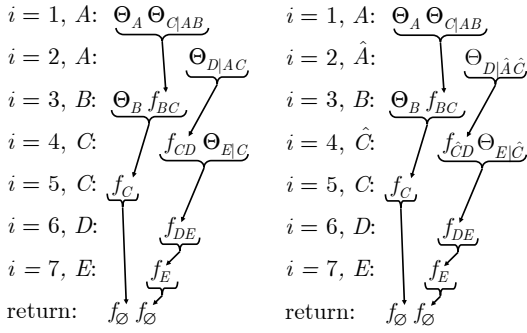 i = 1, A: Θ_A Θ_{C|AB}
i = 2, A: Θ_{D|AC}
i = 3, B: Θ_B f_{BC}
i = 4, C: f_{CD} Θ_{E|C}
i = 5, C: f_C
i = 6, D: f_{DE}
i = 7, E: f_E
return: f_∅ f_∅
i = 1, A: Θ_A Θ_{C|AB}
i = 2, Â: Θ_{D|ÂĈ}
i = 3, B: Θ_B f_{BC}
i = 4, Ĉ: f_{ĈD} Θ_{E|Ĉ}
i = 5, C: f_C
i = 6, D: f_{DE}
i = 7, E: f_E
return: f_∅ f_∅